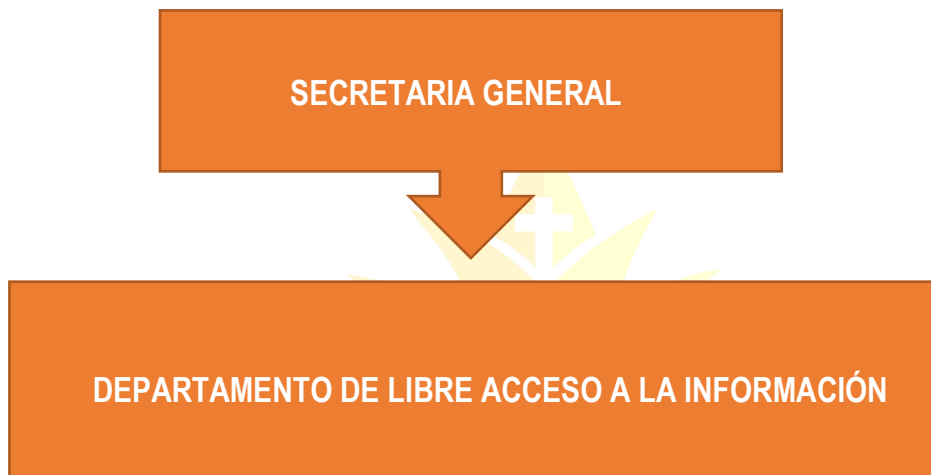 SECRETARIA GENERAL
DEPARTAMENTO DE LIBRE ACCESO A LA INFORMACIÓN